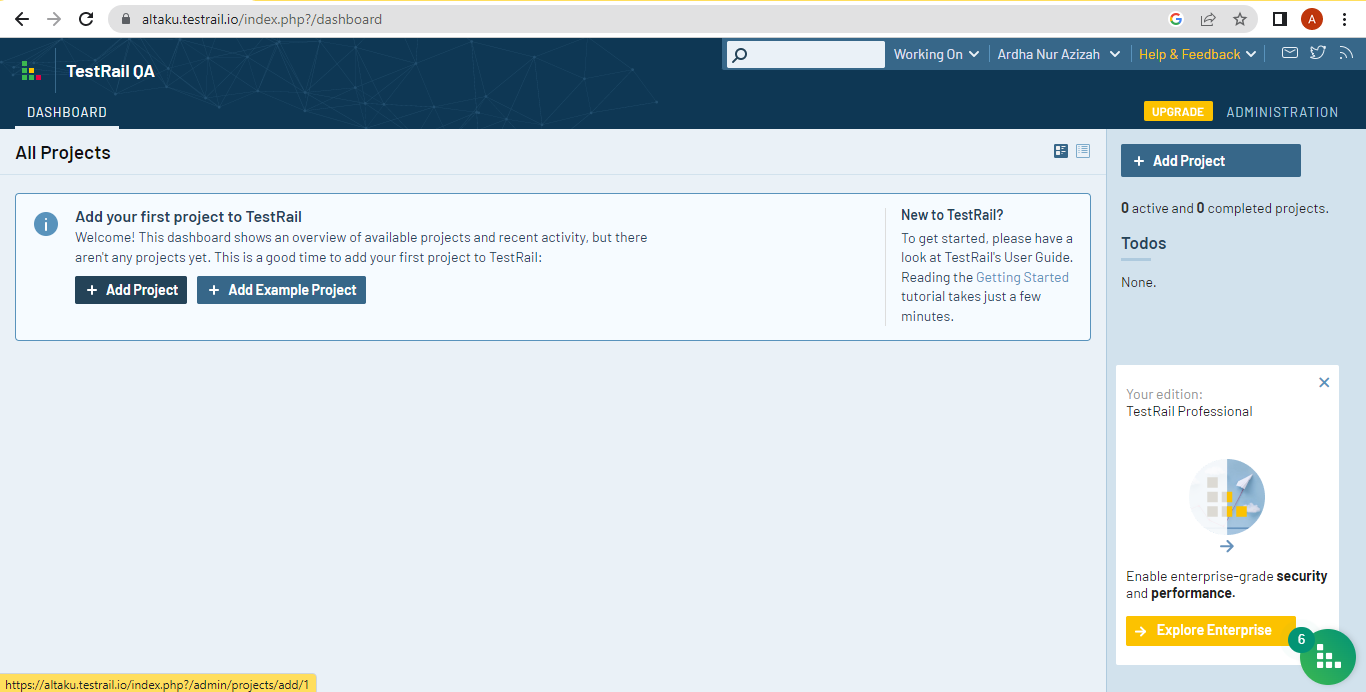 altaku.testrail.io/index.php?/dashboard
A
TestRail QA
Working On
Ardha Nur Azizah
Help & Feedback
DASHBOARD
UPGRADE
ADMINISTRATION
All Projects
Add your first project to TestRail
Welcome! This dashboard shows an overview of available projects and recent activity, but there
aren't any projects yet. This is a good time to add your first project to TestRail:
+ Add Project
+ Add Example Project
New to TestRail?
To get started, please have a
look at TestRail's User Guide.
Reading the Getting Started
tutorial takes just a few
minutes.
+ Add Project
0 active and 0 completed projects.
Todos
None.
Your edition:
TestRail Professional
Enable enterprise-grade security
and performance.
Explore Enterprise
6
https://altaku.testrail.io/index.php?/admin/projects/add/1